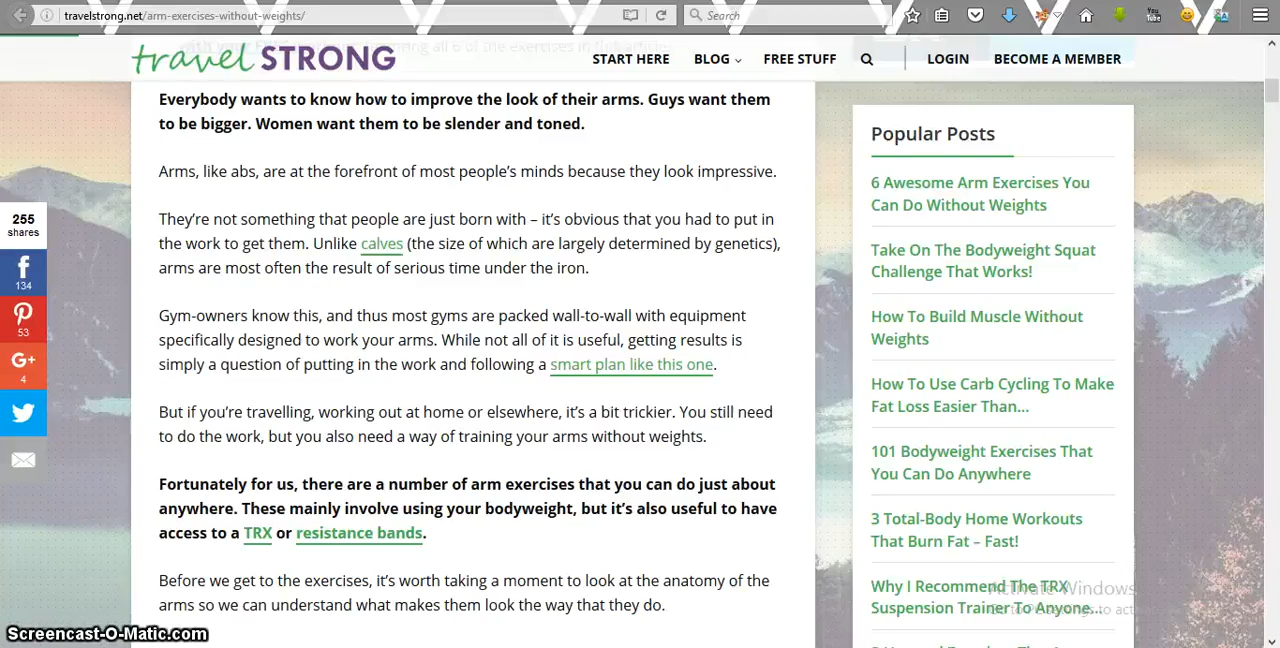 travelstrong.net/arm-exercises-without-weights/
Search
You
Tube
travel STRONG
START HERE
BLOG
FREE STUFF
LOGIN
BECOME A MEMBER
Everybody wants to know how to improve the look of their arms. Guys want them
to be bigger. Women want them to be slender and toned.
Arms, like abs, are at the forefront of most people's minds because they look impressive.
They're not something that people are just born with – it's obvious that you had to put in
the work to get them. Unlike calves (the size of which are largely determined by genetics),
arms are most often the result of serious time under the iron.
Gym-owners know this, and thus most gyms are packed wall-to-wall with equipment
specifically designed to work your arms. While not all of it is useful, getting results is
simply a question of putting in the work and following a smart plan like this one.
But if you're travelling, working out at home or elsewhere, it's a bit trickier. You still need
to do the work, but you also need a way of training your arms without weights.
Fortunately for us, there are a number of arm exercises that you can do just about
anywhere. These mainly involve using your bodyweight, but it's also useful to have
access to a TRX or resistance bands.
Before we get to the exercises, it's worth taking a moment to look at the anatomy of the
arms so we can understand what makes them look the way that they do.
255
shares
134
53
G+
4
Popular Posts
6 Awesome Arm Exercises You
Can Do Without Weights
Take On The Bodyweight Squat
Challenge That Works!
How To Build Muscle Without
Weights
How To Use Carb Cycling To Make
Fat Loss Easier Than...
101 Bodyweight Exercises That
You Can Do Anywhere
3 Total-Body Home Workouts
That Burn Fat – Fast!
Why I Recommend The TRX
Suspension Trainer To Anyone...
Activate Windows
Go to PC settings to act
Screencast-O-Matic.com